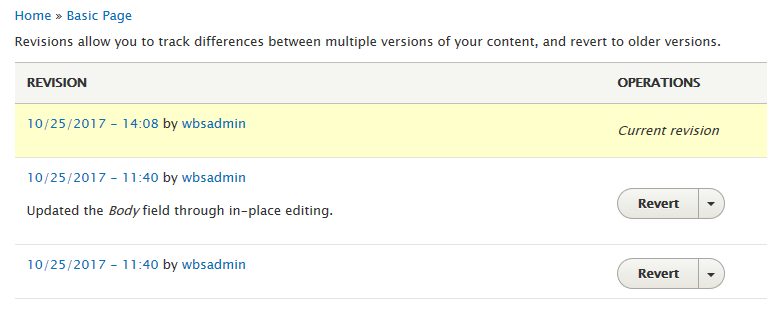 Home » Basic Page
Revisions allow you to track differences between multiple versions of your content, and revert to older versions.
REVISION OPERATIONS
10/25/2017 – 14:08 by wbsadmin Current revision
10/25/2017 – 11:40 by wbsadmin
Updated the Body field through in-place editing. Revert
10/25/2017 – 11:40 by wbsadmin Revert